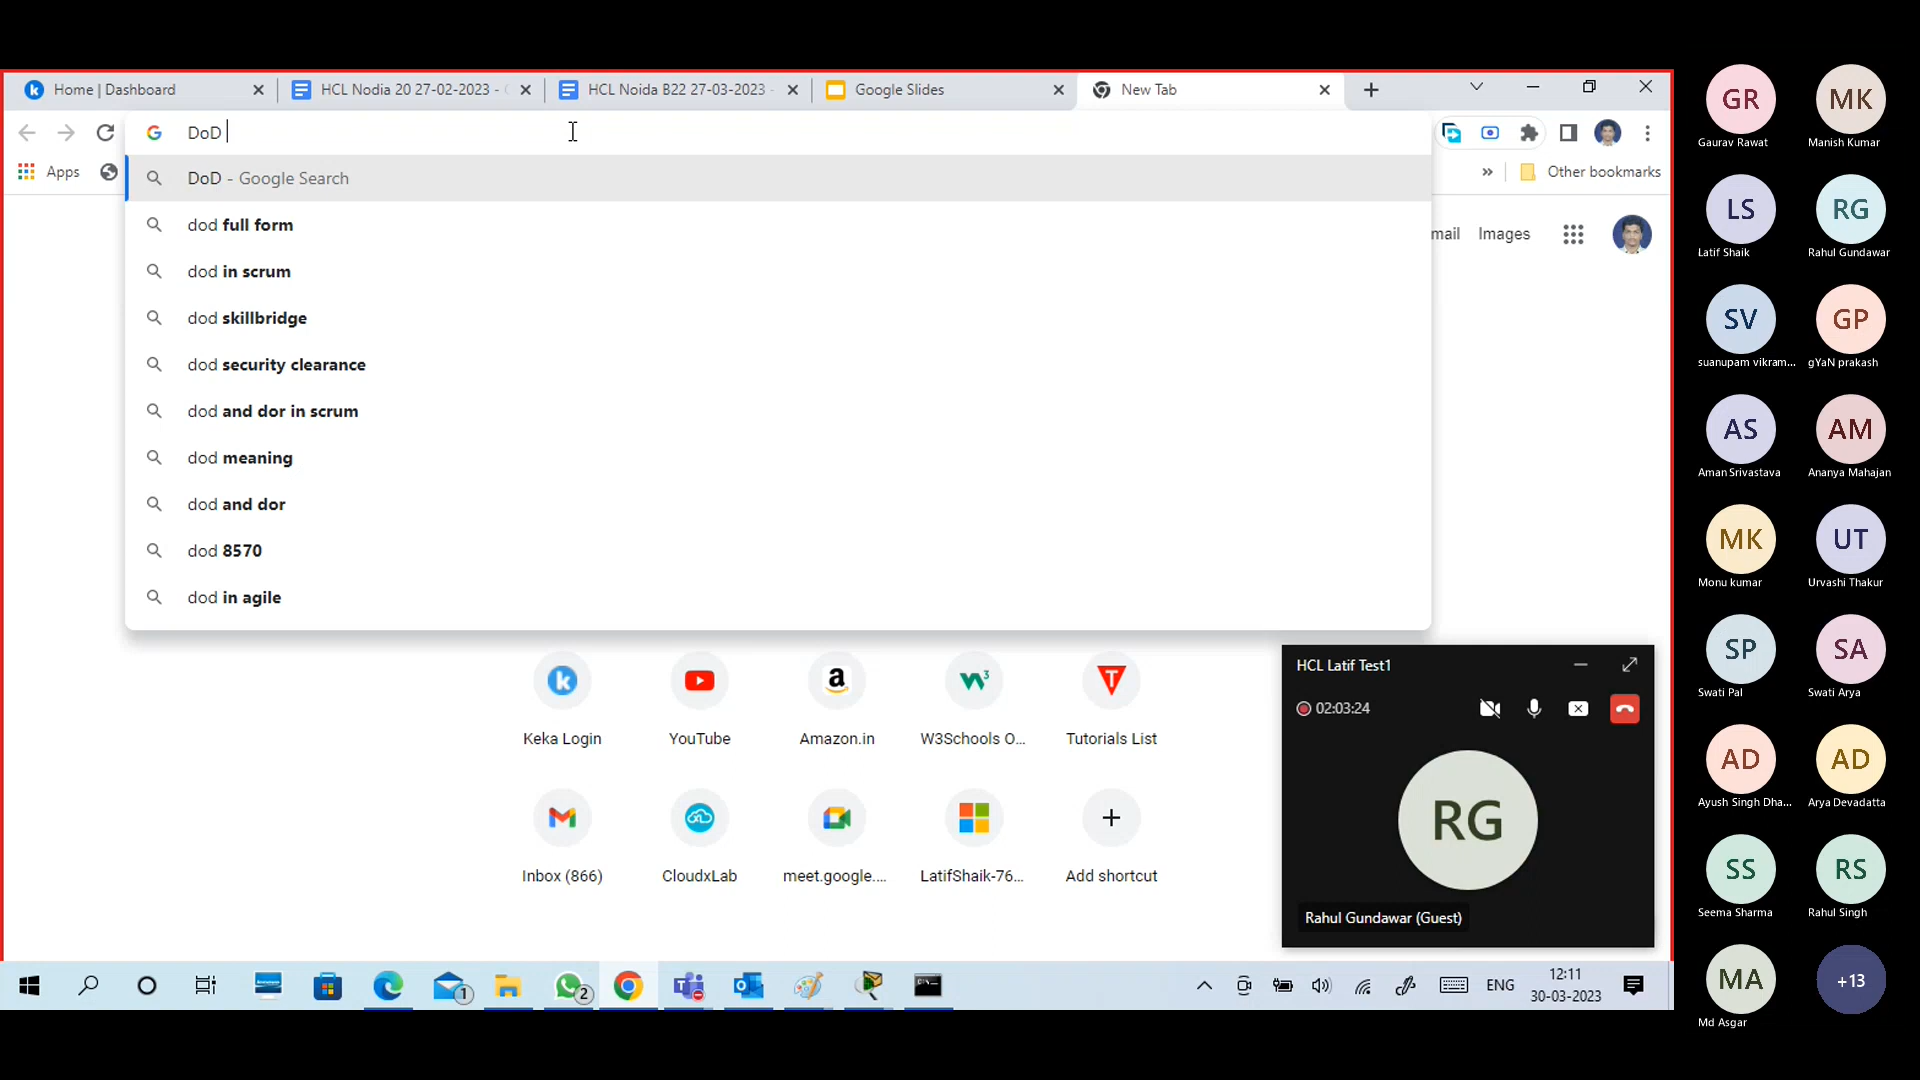 Home | Dashboard
HCL Nodia 20 27-02-2023 -
HCL Noida B22 27-03-2023 -
Google Slides
New Tab
DoD
Apps
Other bookmarks
DoD - Google Search
dod full form
dod in scrum
dod skillbridge
dod security clearance
dod and dor in scrum
dod meaning
dod and dor
dod 8570
dod in agile
mail Images
Keka Login
YouTube
Amazon.in
W3Schools O...
Tutorials List
Inbox (866)
CloudxLab
meet.google....
LatifShaik-76...
Add shortcut
HCL Latif Test1
02:03:24
RG
Rahul Gundawar (Guest)
1
2
ENG
12:11
30-03-2023
GR
Gaurav Rawat
MK
Manish Kumar
LS
Latif Shaik
RG
Rahul Gundawar
SV
suanupam vikram...
GP
gYaN prakash
AS
Aman Srivastava
AM
Ananya Mahajan
MK
Monu kumar
UT
Urvashi Thakur
SP
Swati Pal
SA
Swati Arya
AD
Ayush Singh Dha...
AD
Arya Devadatta
SS
Seema Sharma
RS
Rahul Singh
MA
Md Asgar
+13